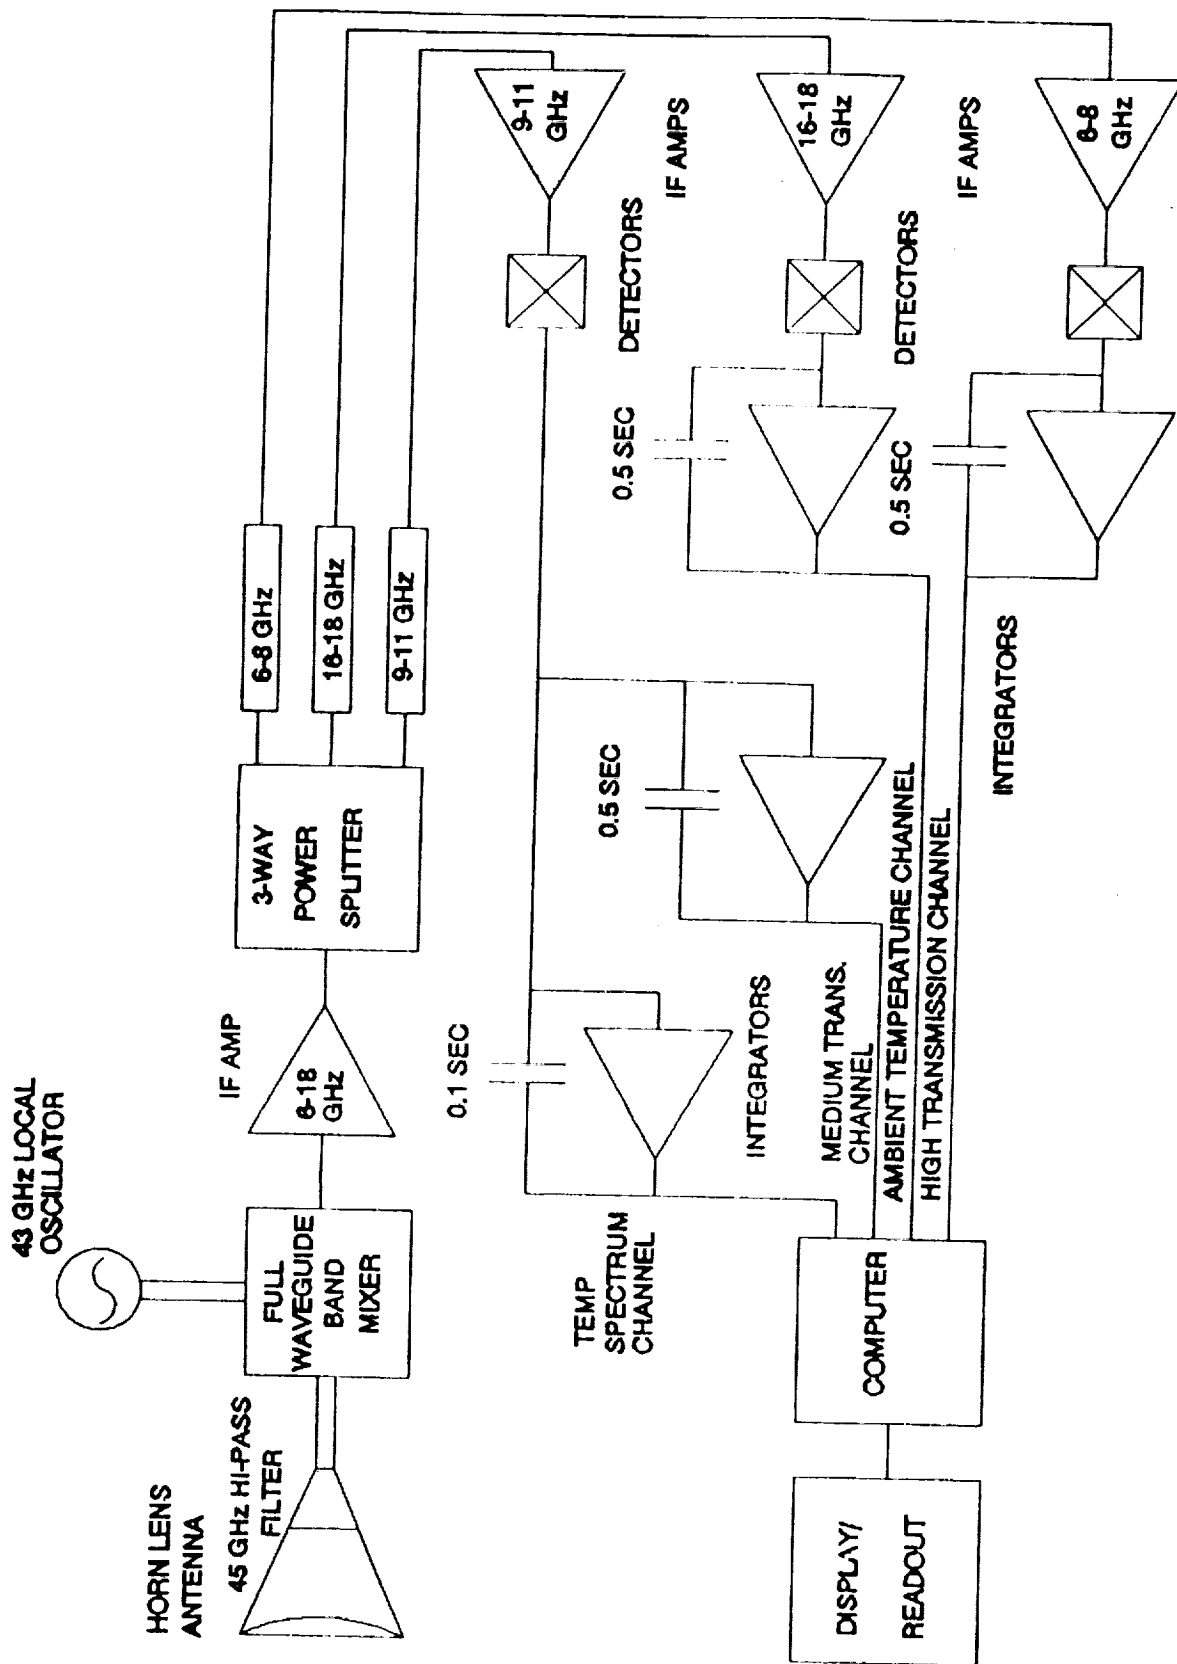 HORN LENS
ANTENNA
45 GHz HI-PASS
FILTER
43 GHz LOCAL
OSCILLATOR
FULL
WAVEGUIDE
BAND
MIXER
IF AMP
6-18
GHz
3-WAY
POWER
SPLITTER
6-8 GHz
16-18 GHz
9-11 GHz
9-11
GHz
IF AMPS
16-18
GHz
IF AMPS
6-8
GHz
DETECTORS
DETECTORS
0.5 SEC
0.5 SEC
INTEGRATORS
0.5 SEC
0.1 SEC
INTEGRATORS
TEMP
SPECTRUM
CHANNEL
MEDIUM TRANS.
CHANNEL
AMBIENT TEMPERATURE CHANNEL
HIGH TRANSMISSION CHANNEL
COMPUTER
DISPLAY/
READOUT